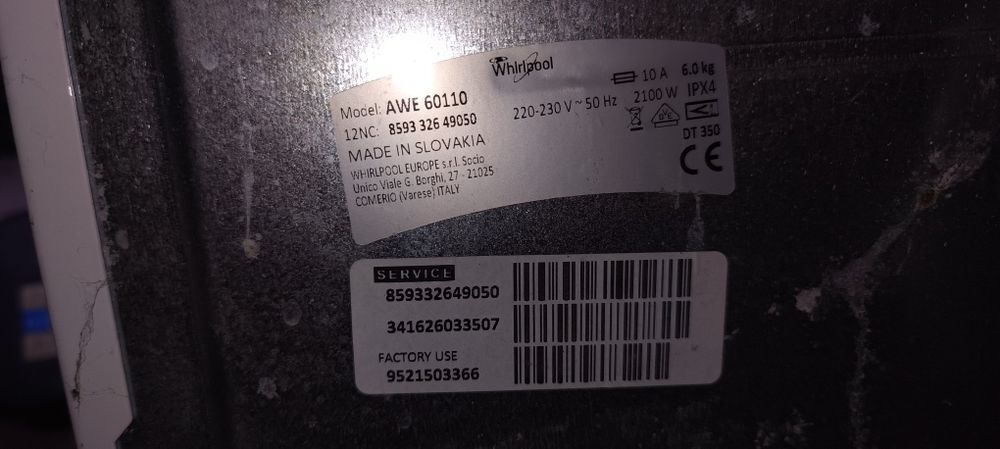 Whirlpool
Model: AWE 60110
12NC: 8593 326 49050
MADE IN SLOVAKIA
WHIRLPOOL EUROPE s.r.l. Socio
Unico Viale G. Borghi, 27 - 21025
COMERIO (Varese) ITALY
10 A 6.0 kg
220-230 V ~ 50 Hz 2100 W IPX4
DT 350
CE
SERVICE
859332649050
341626033507
FACTORY USE
9521503366